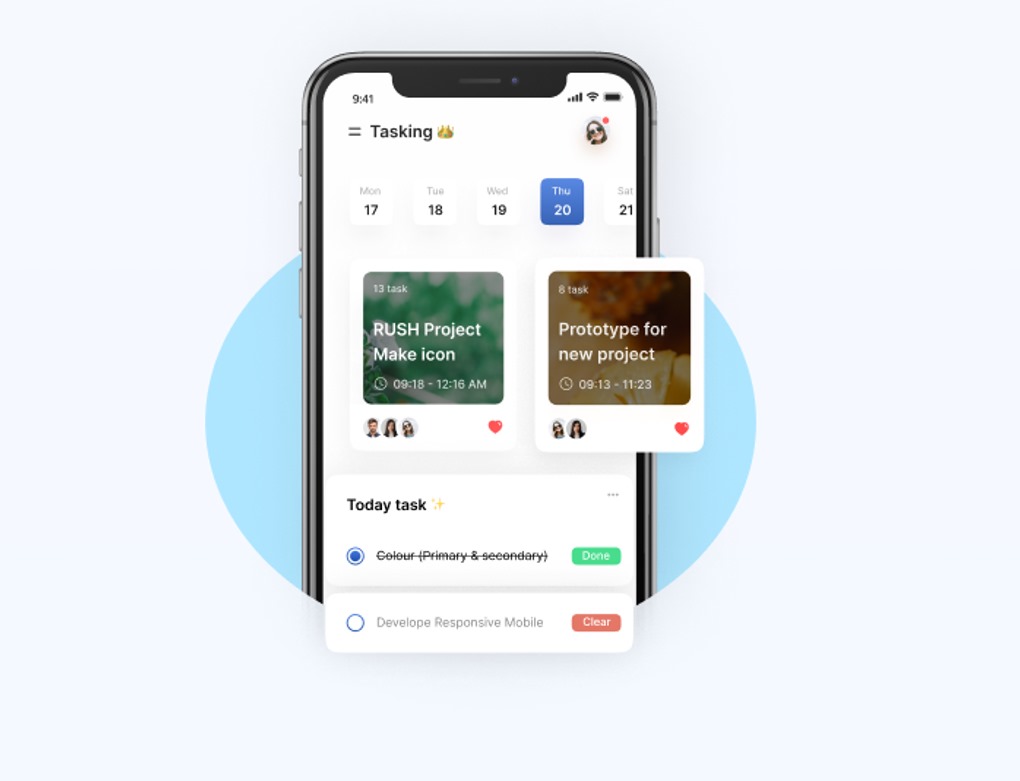 9:41
Tasking
Mon Tue Wed Thu Sat
17 18 19 20 21
13 task
RUSH Project
Make icon
09:18 - 12:16 AM
8 task
Prototype for
new project
09:13 - 11:23
Today task
Colour (Primary & secondary) Done
Develope Responsive Mobile Clear